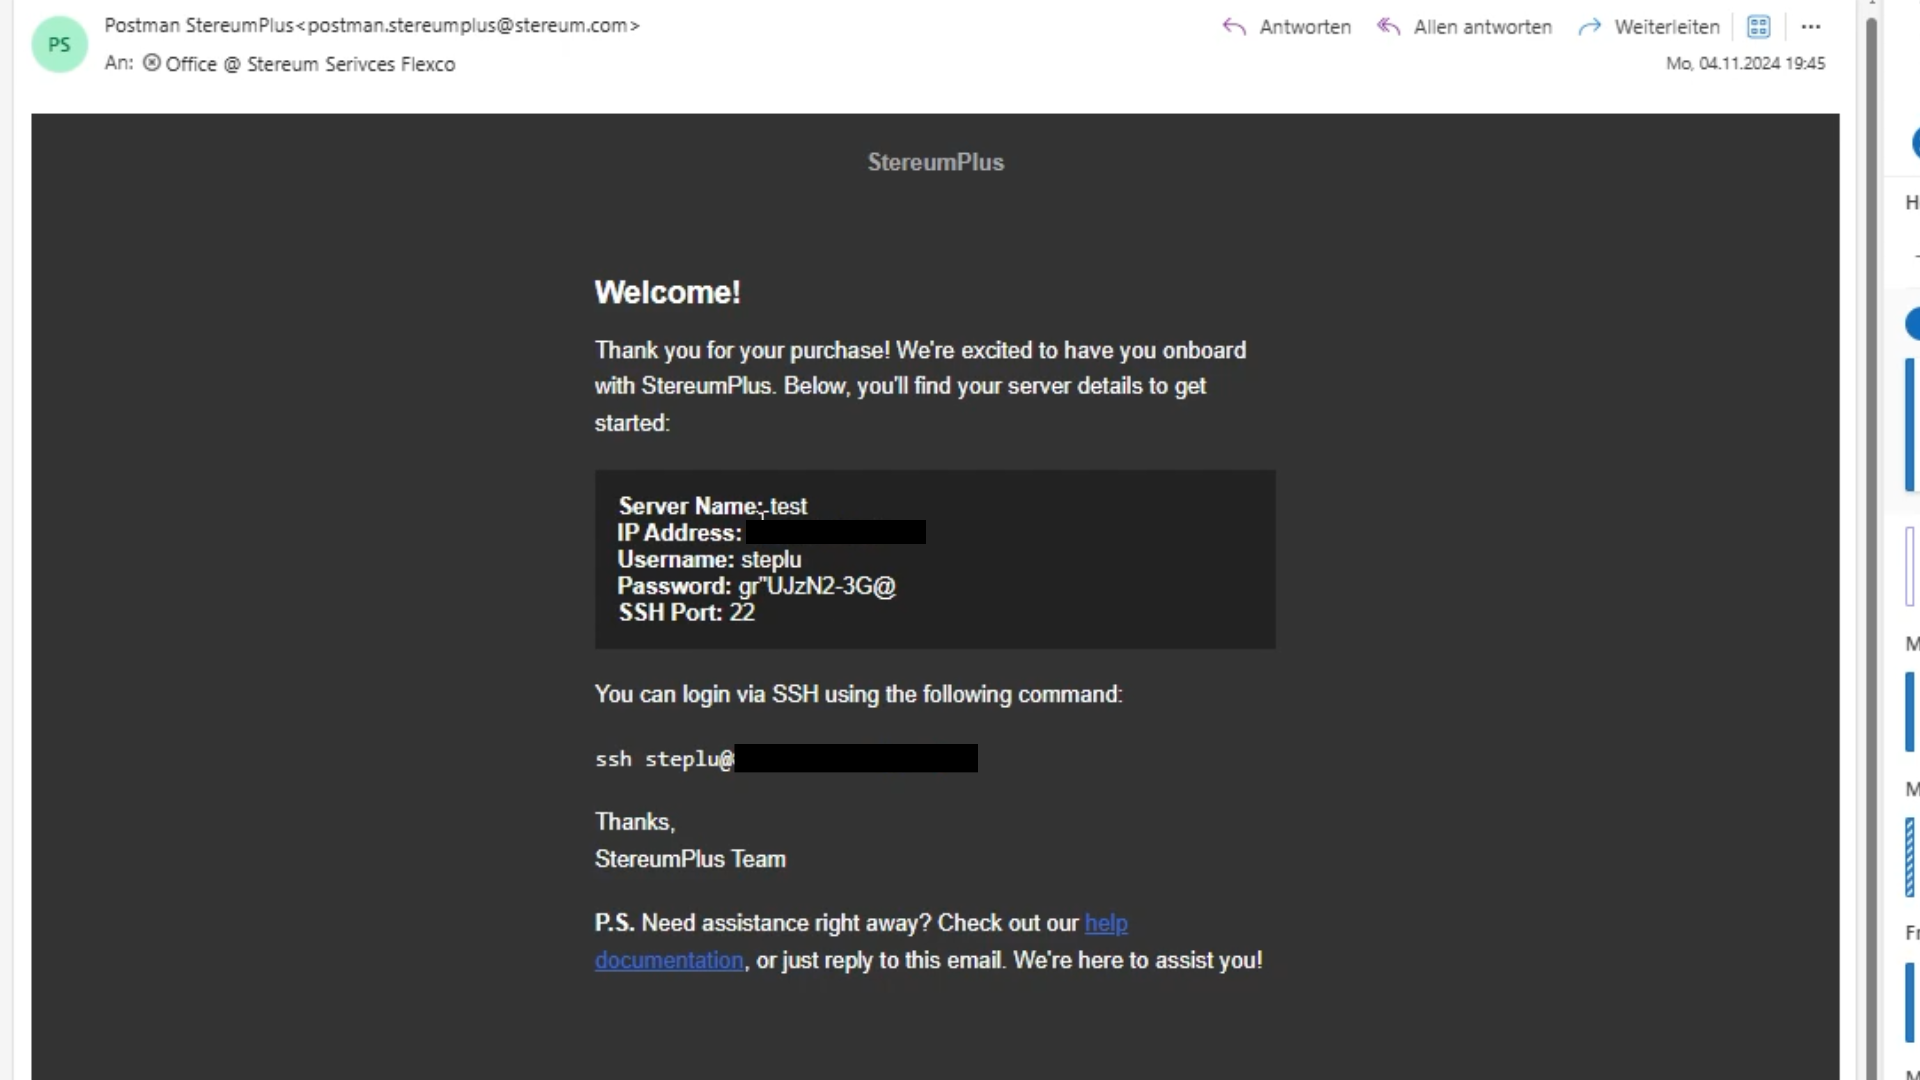 Postman StereumPlus<postman.stereumplus@stereum.com>
Antworten
Allen antworten
Weiterleiten
PS
An: Office @ Stereum Serivces Flexco
Mo, 04.11.2024 19:45
StereumPlus
Welcome!
Thank you for your purchase! We're excited to have you onboard
with StereumPlus. Below, you'll find your server details to get
started:
Server Name: test
IP Address:
Username: steplu
Password: gr"UJzN2-3G@
SSH Port: 22
You can login via SSH using the following command:
ssh steplu@
Thanks,
StereumPlus Team
P.S. Need assistance right away? Check out our help
documentation, or just reply to this email. We're here to assist you!